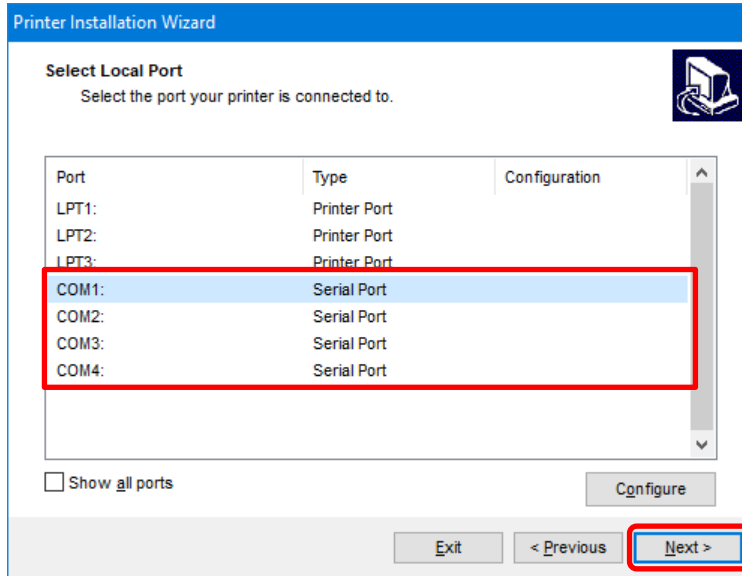 Printer Installation Wizard
Select Local Port
Select the port your printer is connected to.
Port Type Configuration
LPT1: Printer Port
LPT2: Printer Port
LPT3: Printer Port
COM1: Serial Port
COM2: Serial Port
COM3: Serial Port
COM4: Serial Port
Show all ports
Configure
Exit < Previous Next >